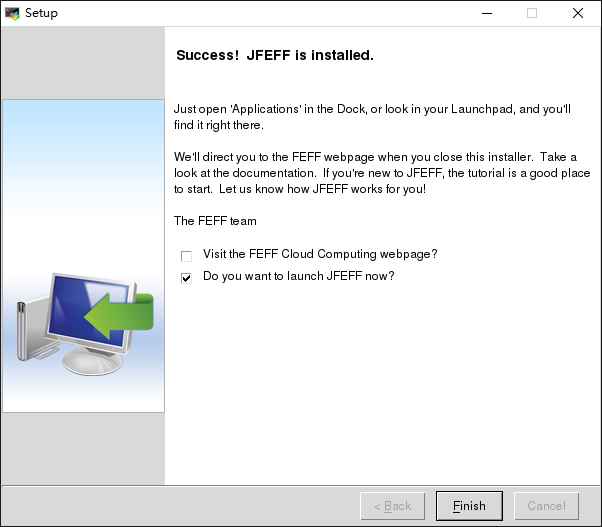 Setup
Success!  JFEFF is installed.
Just open 'Applications' in the Dock, or look in your Launchpad, and you'll
find it right there.
We'll direct you to the FEFF webpage when you close this installer.  Take a
look at the documentation.  If you're new to JFEFF, the tutorial is a good place
to start.  Let us know how JFEFF works for you!
The FEFF team
Visit the FEFF Cloud Computing webpage?
Do you want to launch JFEFF now?
< Back
Finish
Cancel